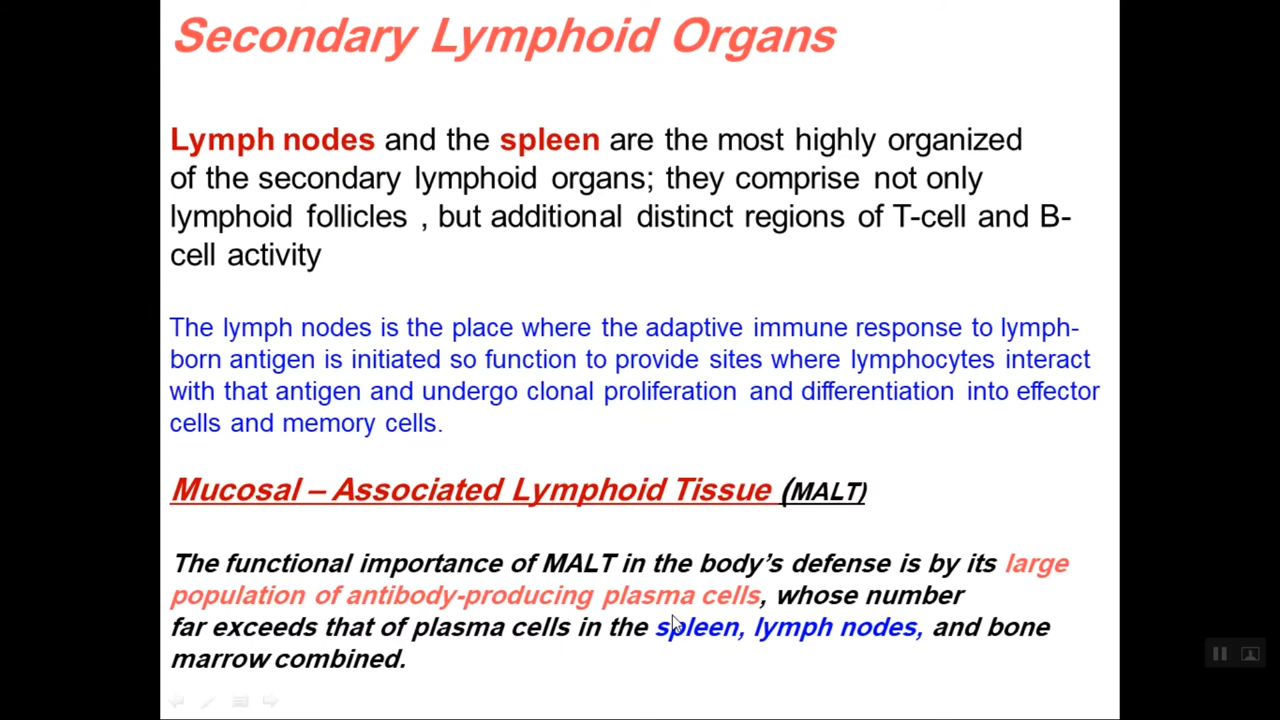 Secondary Lymphoid Organs
Lymph nodes and the spleen are the most highly organized
of the secondary lymphoid organs; they comprise not only
lymphoid follicles , but additional distinct regions of T-cell and B-
cell activity
The lymph nodes is the place where the adaptive immune response to lymph-
born antigen is initiated so function to provide sites where lymphocytes interact
with that antigen and undergo clonal proliferation and differentiation into effector
cells and memory cells.
Mucosal – Associated Lymphoid Tissue (MALT)
The functional importance of MALT in the body's defense is by its large
population of antibody-producing plasma cells, whose number
far exceeds that of plasma cells in the spleen, lymph nodes, and bone
marrow combined.